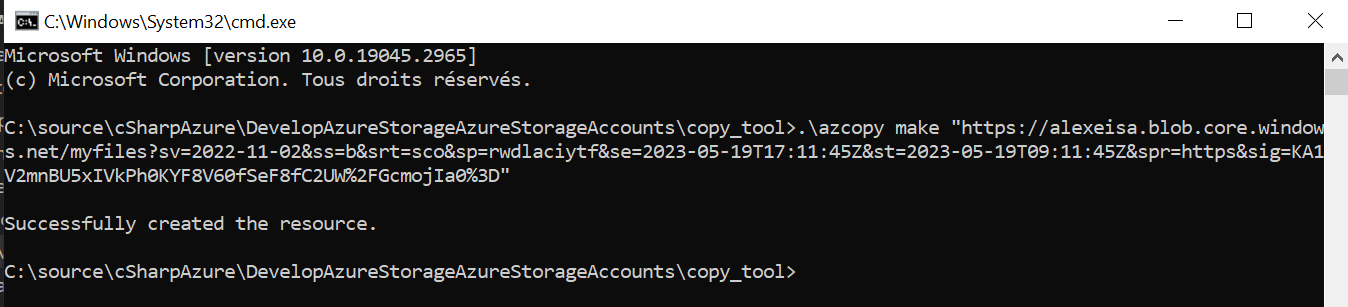 C:\Windows\System32\cmd.exe
Microsoft Windows [version 10.0.19045.2965]
(c) Microsoft Corporation. Tous droits réservés.
C:\source\cSharpAzure\DevelopAzureStorageAzureStorageAccounts\copy_tool>.\azcopy make "https://alexeisa.blob.core.window
s.net/myfiles?sv=2022-11-02&ss=b&srt=sco&sp=rwdlaciytf&se=2023-05-19T17:11:45Z&st=2023-05-19T09:11:45Z&spr=https&sig=KA1
V2mnBU5xIVkPh0KYF8V60fSeF8fC2UW%2FGcmojIa0%3D"
Successfully created the resource.
C:\source\cSharpAzure\DevelopAzureStorageAzureStorageAccounts\copy_tool>